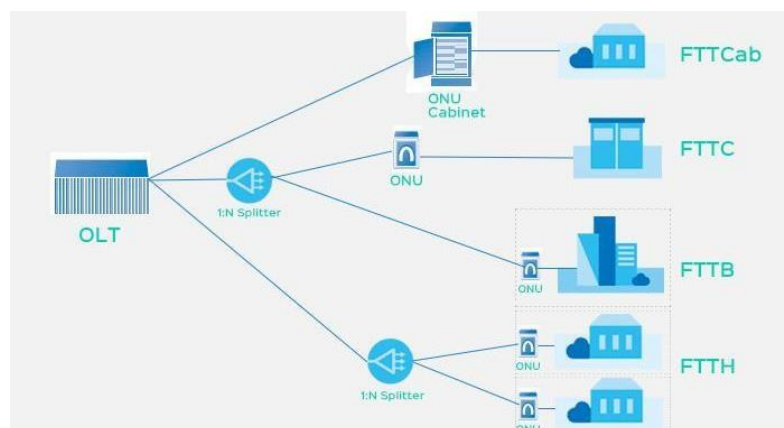 FTTCab
ONU
Cabinet
FTTC
ONU
1:N Splitter
OLT
FTTB
ONU
ONU
FTTH
1:N Splitter
ONU